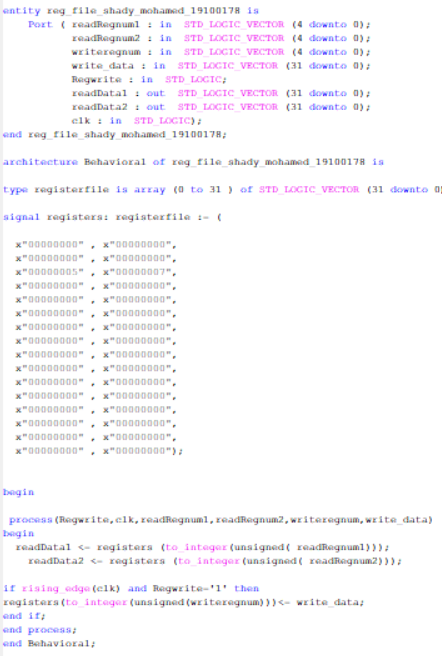 entity reg_file_shady_mohamed_19100178 is
Port ( readRegnum1 : in STD_LOGIC_VECTOR (4 downto 0);
readRegnum2 : in STD_LOGIC_VECTOR (4 downto 0);
writeregnum : in STD_LOGIC_VECTOR (4 downto 0);
write_data : in STD_LOGIC_VECTOR (31 downto 0);
Regwrite : in STD_LOGIC;
readData1 : out STD_LOGIC_VECTOR (31 downto 0);
readData2 : out STD_LOGIC_VECTOR (31 downto 0);
clk : in STD_LOGIC);
end reg_file_shady_mohamed_19100178;
architecture Behavioral of reg_file_shady_mohamed_19100178 is
type registerfile is array (0 to 31 ) of STD_LOGIC_VECTOR (31 downto 0)
signal registers: registerfile := (
x"00000000" , x"00000000",
x"00000000" , x"00000000",
x"00000005" , x"00000007",
x"00000000" , x"00000000",
x"00000000" , x"00000000",
x"00000000" , x"00000000",
x"00000000" , x"00000000",
x"00000000" , x"00000000",
x"00000000" , x"00000000",
x"00000000" , x"00000000",
x"00000000" , x"00000000",
x"00000000" , x"00000000",
x"00000000" , x"00000000",
x"00000000" , x"00000000",
x"00000000" , x"00000000",
x"00000000" , x"00000000");
begin
process(Regwrite,clk,readRegnum1,readRegnum2,writeregnum,write_data)
begin
readData1 <= registers (to_integer(unsigned( readRegnum1)));
readData2 <= registers (to_integer(unsigned( readRegnum2)));
if rising_edge(clk) and Regwrite='1' then
registers(to_integer(unsigned(writeregnum)))<= write_data;
end if;
end process;
end Behavioral;